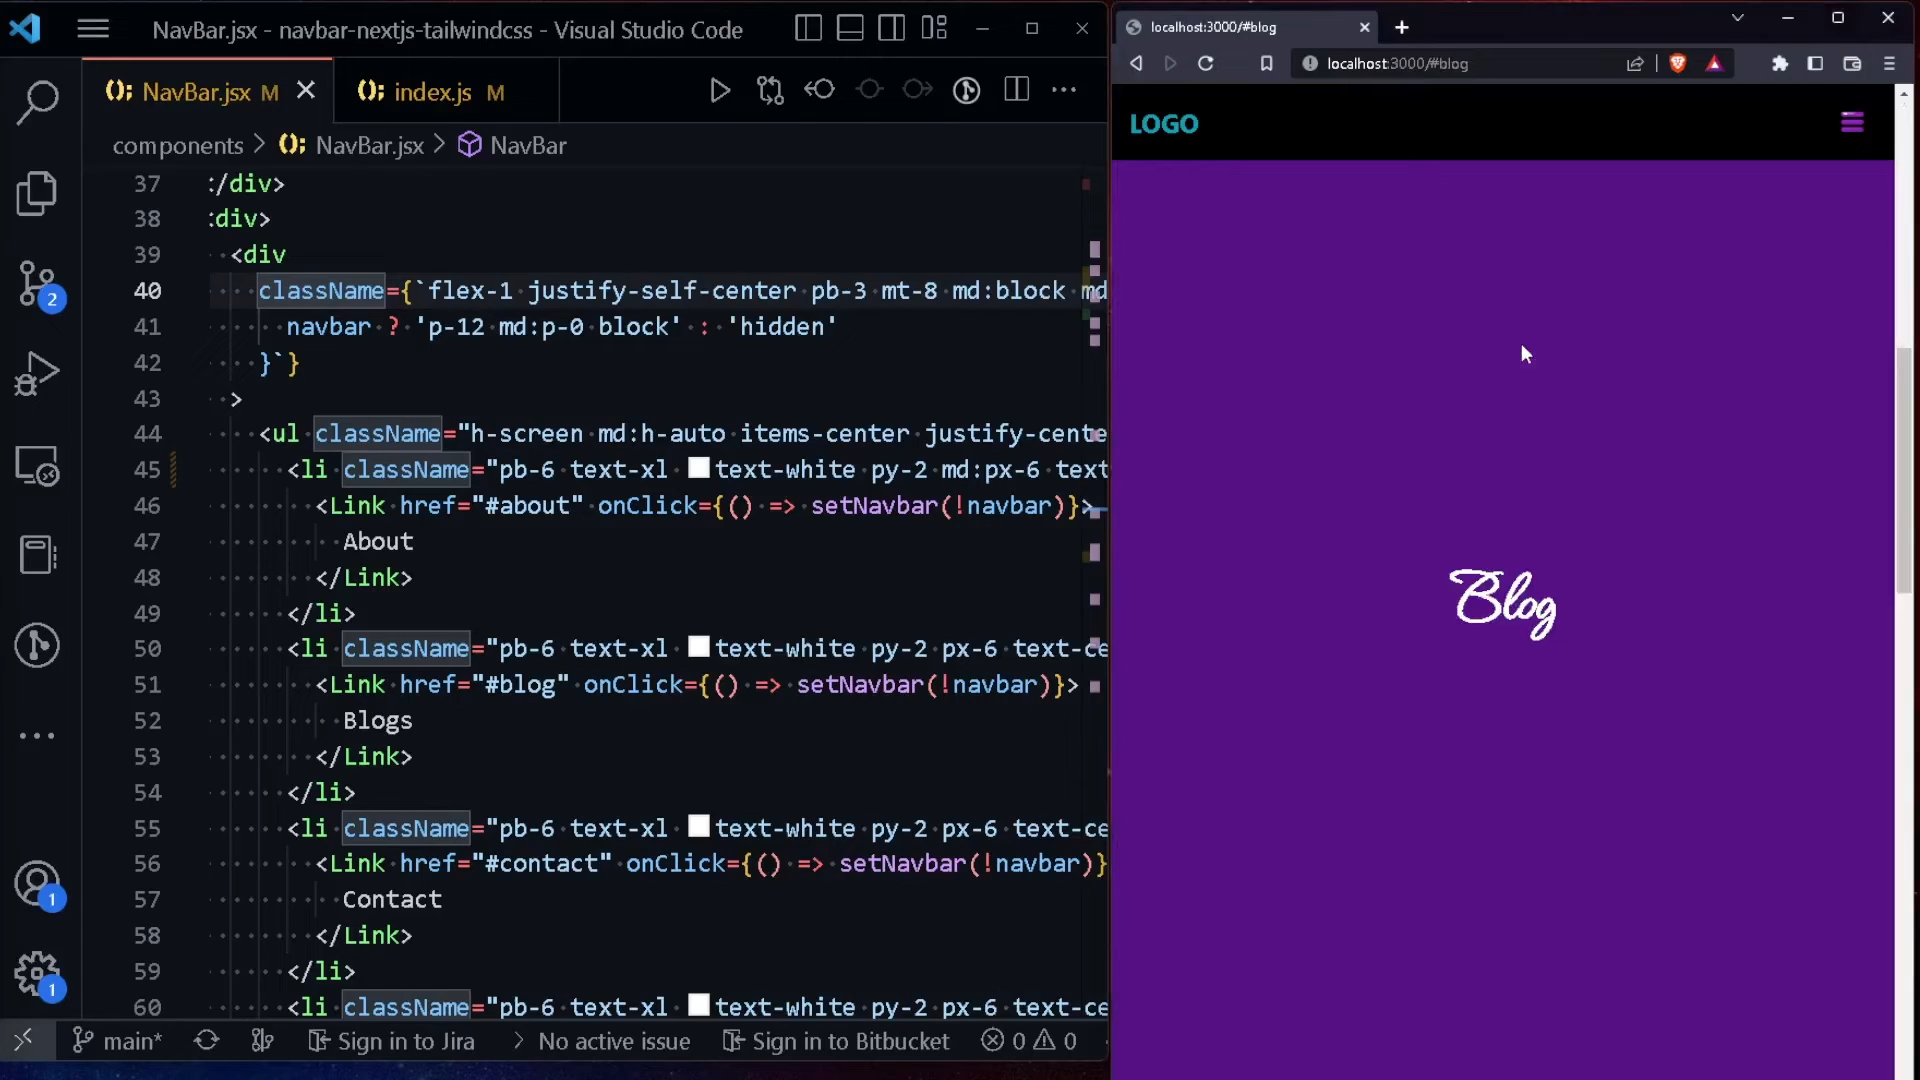 NavBar.jsx - navbar-nextjs-tailwindcss - Visual Studio Code
NavBar.jsx M
index.js M
components > NavBar.jsx > NavBar
37 :/div>
38 :div>
39 <div
40 className={`flex-1 justify-self-center pb-3 mt-8 md:block md
41 navbar ? 'p-12 md:p-0 block' : 'hidden'
42 }`}
43 >
44 <ul className="h-screen md:h-auto items-center justify-cente
45 <li className="pb-6 text-xl text-white py-2 md:px-6 text
46 <Link href="#about" onClick={() => setNavbar(!navbar)}>
47 About
48 </Link>
49 </li>
50 <li className="pb-6 text-xl text-white py-2 px-6 text-ce
51 <Link href="#blog" onClick={() => setNavbar(!navbar)}>
52 Blogs
53 </Link>
54 </li>
55 <li className="pb-6 text-xl text-white py-2 px-6 text-ce
56 <Link href="#contact" onClick={() => setNavbar(!navbar)}
57 Contact
58 </Link>
59 </li>
60 <li className="pb-6 text-xl text-white py-2 px-6 text-ce
2
1
1
main* Sign in to Jira > No active issue Sign in to Bitbucket 0 0
localhost:3000/#blog
localhost:3000/#blog
LOGO
Blog